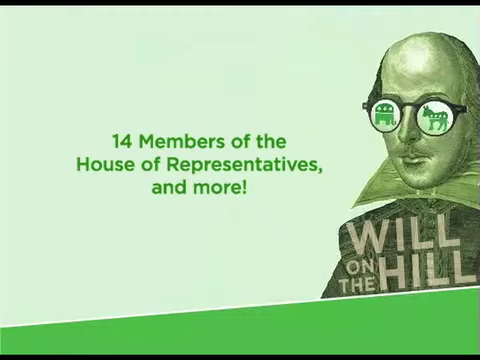 14 Members of the
House of Representatives,
and more!
WILL
ON
THE HILL